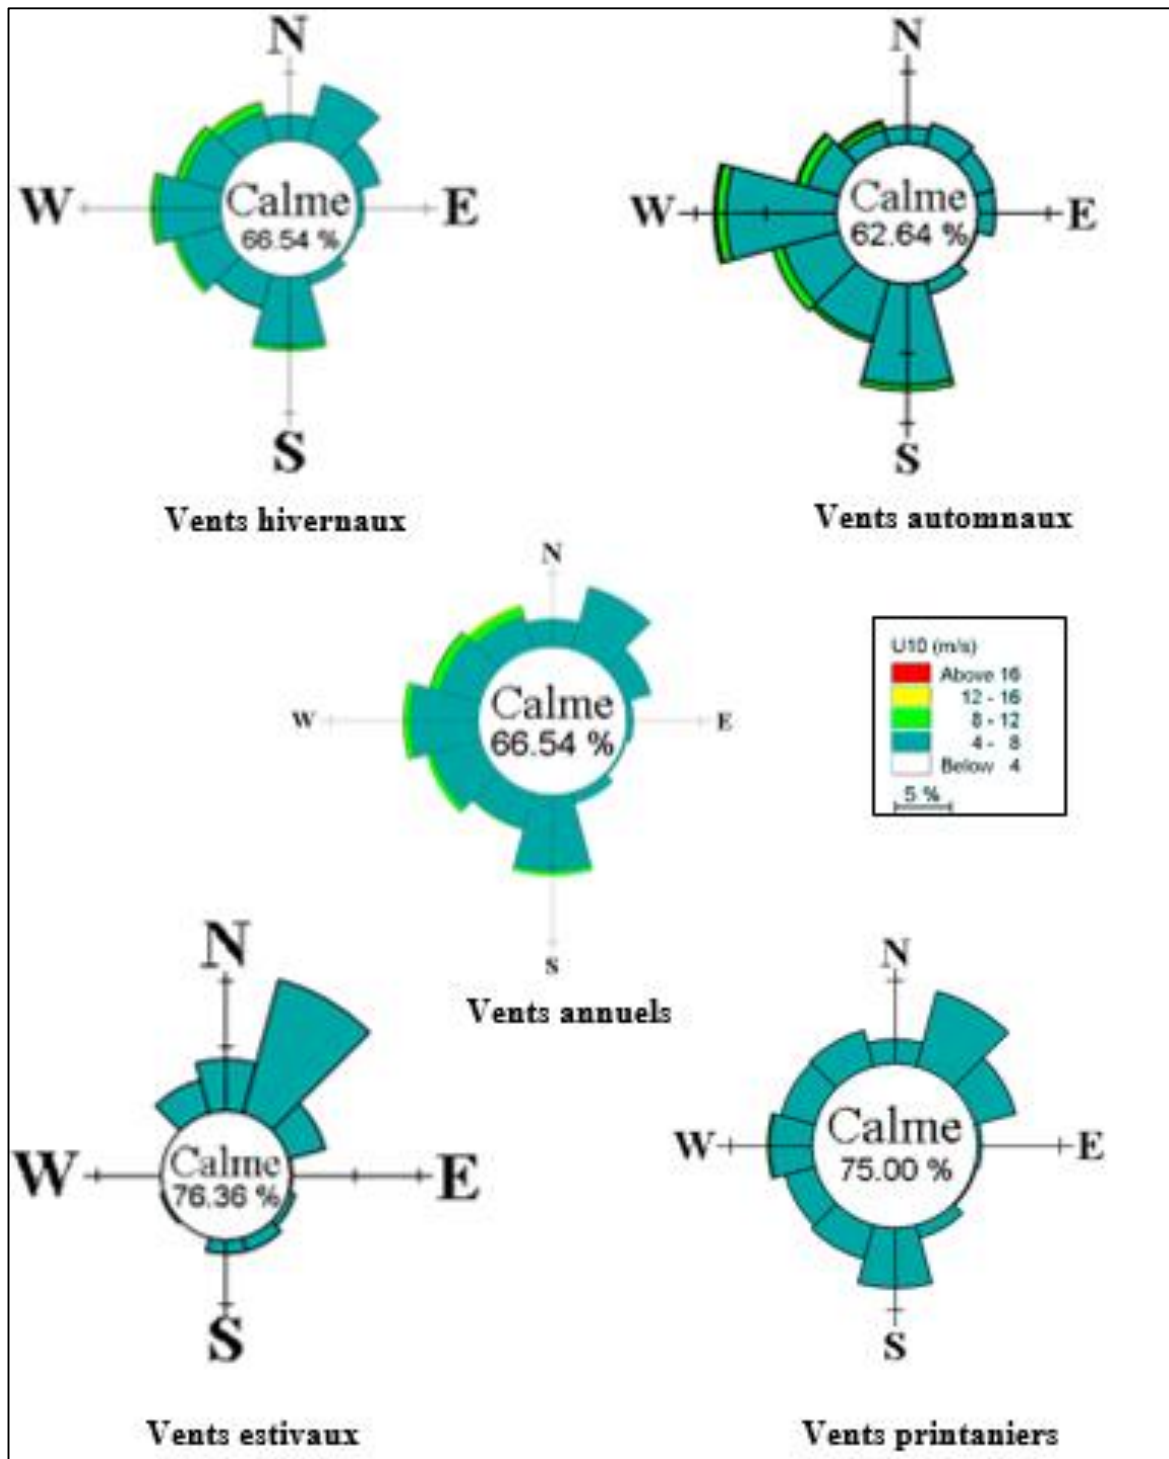 N
W
Calme
66.54 %
E
S
Vents hivernaux
N
W
Calme
62.64 %
E
S
Vents automnaux
N
W
Calme
66.54 %
E
S
Vents annuels
U10 (m/s)
Above 16
12 - 16
8 - 12
4 - 8
Below 4
5 %
N
W
Calme
76.36 %
E
S
Vents estivaux
N
W
Calme
75.00 %
E
S
Vents printaniers